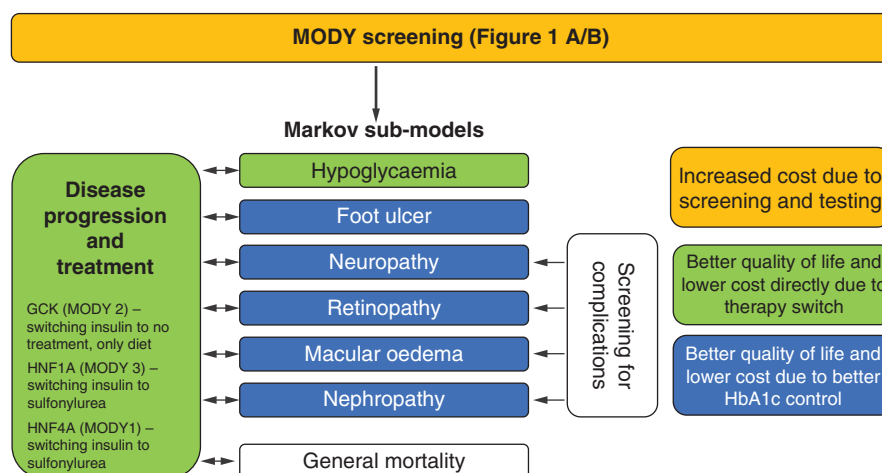 MODY screening (Figure 1 A/B)
Markov sub-models
Disease
progression
and
treatment
GCK (MODY 2) –
switching insulin to no
treatment, only diet
HNF1A (MODY 3) –
switching insulin to
sulfonylurea
HNF4A (MODY1) –
switching insulin to
sulfonylurea
Hypoglycaemia
Foot ulcer
Neuropathy
Retinopathy
Macular oedema
Nephropathy
General mortality
Screening for
complications
Increased cost due to
screening and testing
Better quality of life and
lower cost directly due to
therapy switch
Better quality of life and
lower cost due to better
HbA1c control